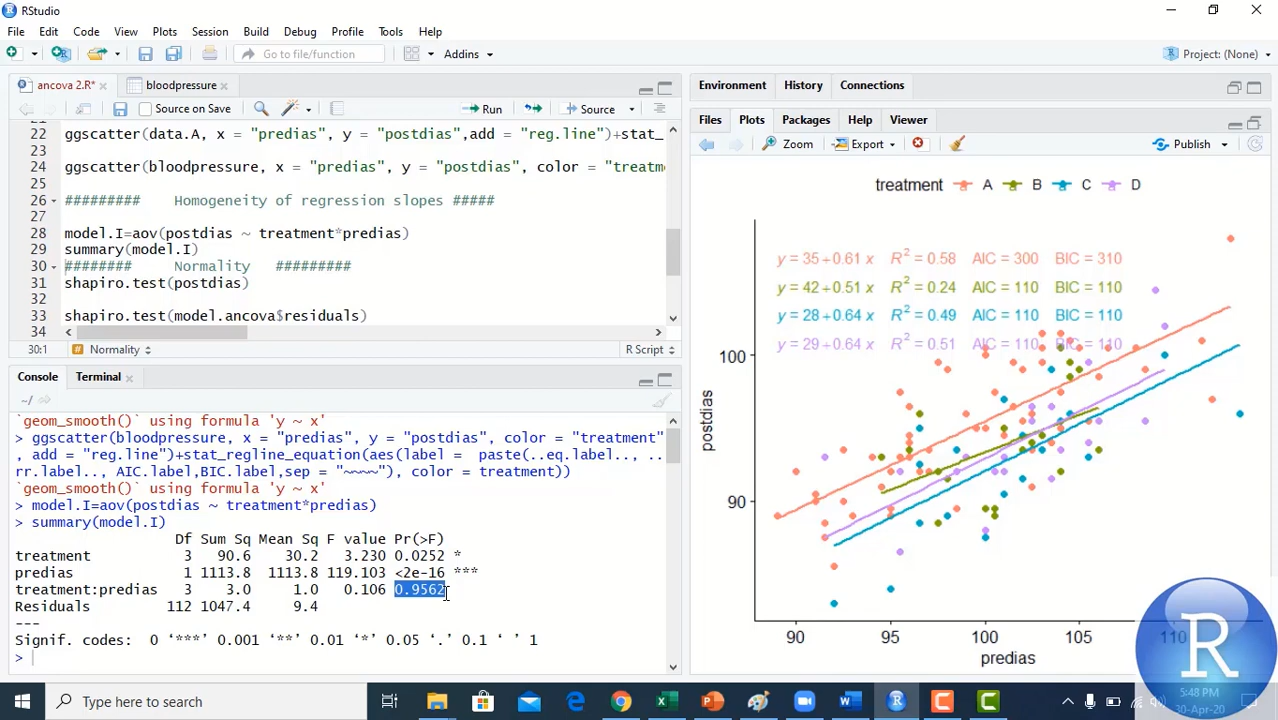 RStudio
File Edit Code View Plots Session Build Debug Profile Tools Help
Go to file/function
Addins
Project: (None)
ancova 2.R*
bloodpressure
Source on Save
Run
Source
22 ggscatter(data.A, x = "predias", y = "postdias",add = "reg.line")+stat_
23
24 ggscatter(bloodpressure, x = "predias", y = "postdias", color = "treatm
25
26 ######### Homogeneity of regression slopes #####
27
28 model.I=aov(postdias ~ treatment*predias)
29 summary(model.I)
30 ######## Normality #########
31 shapiro.test(postdias)
32
33 shapiro.test(model.ancova$residuals)
34
30:1 # Normality R Script
Console Terminal
~/
`geom_smooth()` using formula 'y ~ x'
> ggscatter(bloodpressure, x = "predias", y = "postdias", color = "treatment"
, add = "reg.line")+stat_regline_equation(aes(label = paste(..eq.label.., ..
rr.label.., AIC.label,BIC.label,sep = "~~~~"), color = treatment))
`geom_smooth()` using formula 'y ~ x'
> model.I=aov(postdias ~ treatment*predias)
> summary(model.I)
Df Sum Sq Mean Sq F value Pr(>F)
treatment 3 90.6 30.2 3.230 0.0252 *
predias 1 1113.8 1113.8 119.103 <2e-16 ***
treatment:predias 3 3.0 1.0 0.106 0.9562
Residuals 112 1047.4 9.4
---
Signif. codes: 0 ‘***’ 0.001 ‘**’ 0.01 ‘*’ 0.05 ‘.’ 0.1 ‘ ’ 1
>
Environment History Connections
Files Plots Packages Help Viewer
Zoom Export Publish
treatment A B C D
y = 35 + 0.61 x R² = 0.58 AIC = 300 BIC = 310
y = 42 + 0.51 x R² = 0.24 AIC = 110 BIC = 110
y = 28 + 0.64 x R² = 0.49 AIC = 110 BIC = 110
y = 29 + 0.64 x R² = 0.51 AIC = 110 BIC = 110
100
90
postdias
90 95 100 105 110
predias
R
Type here to search
5:48 PM
30-Apr-20